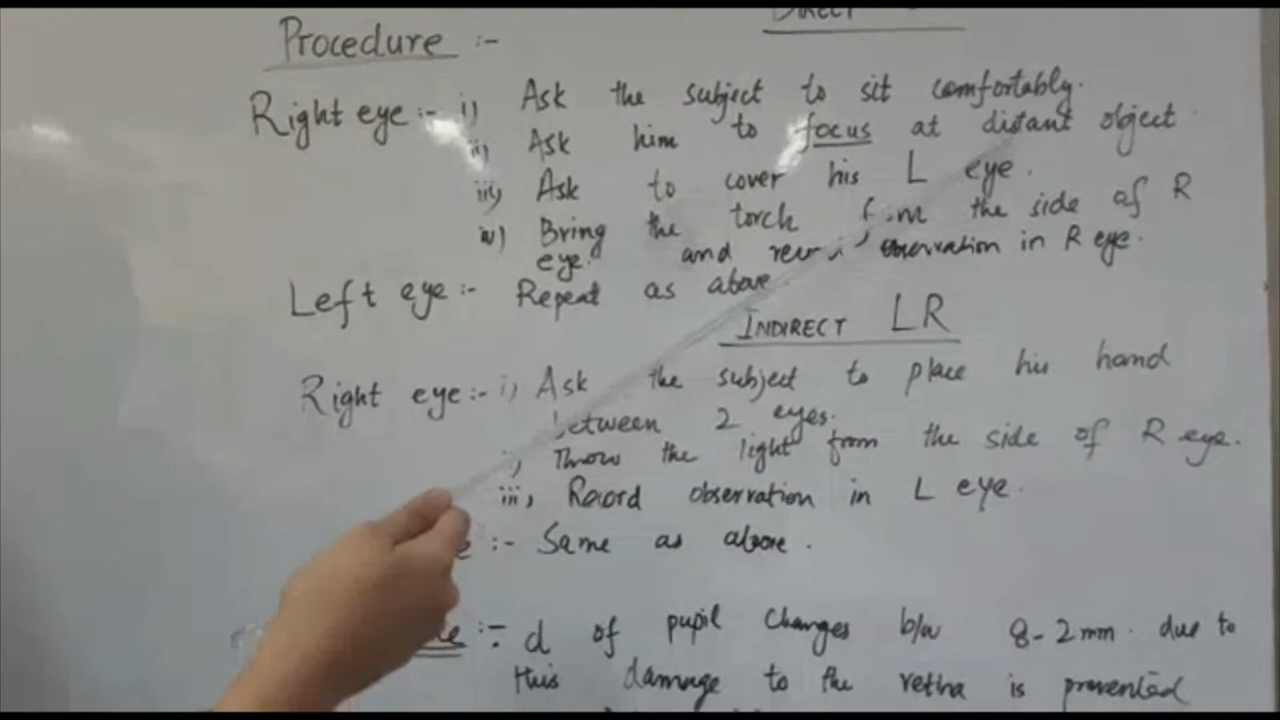 DIRECT
Procedure :-
Right eye :- i) Ask the subject to sit comfortably.
ii) Ask him to focus at distant object
iii) Ask to cover his L eye.
iv) Bring the torch the side of R
eye. and in R eye.
Left eye :- Repeat as above
INDIRECT LR
Right eye :- i) Ask the subject to place his hand
between 2 eyes.
ii) Throw the light from the side of R eye.
iii) Record observation in L eye.
:- Same as above.
:- d of pupil changes b/w 8-2mm. due to
this damage to the retina is prevented